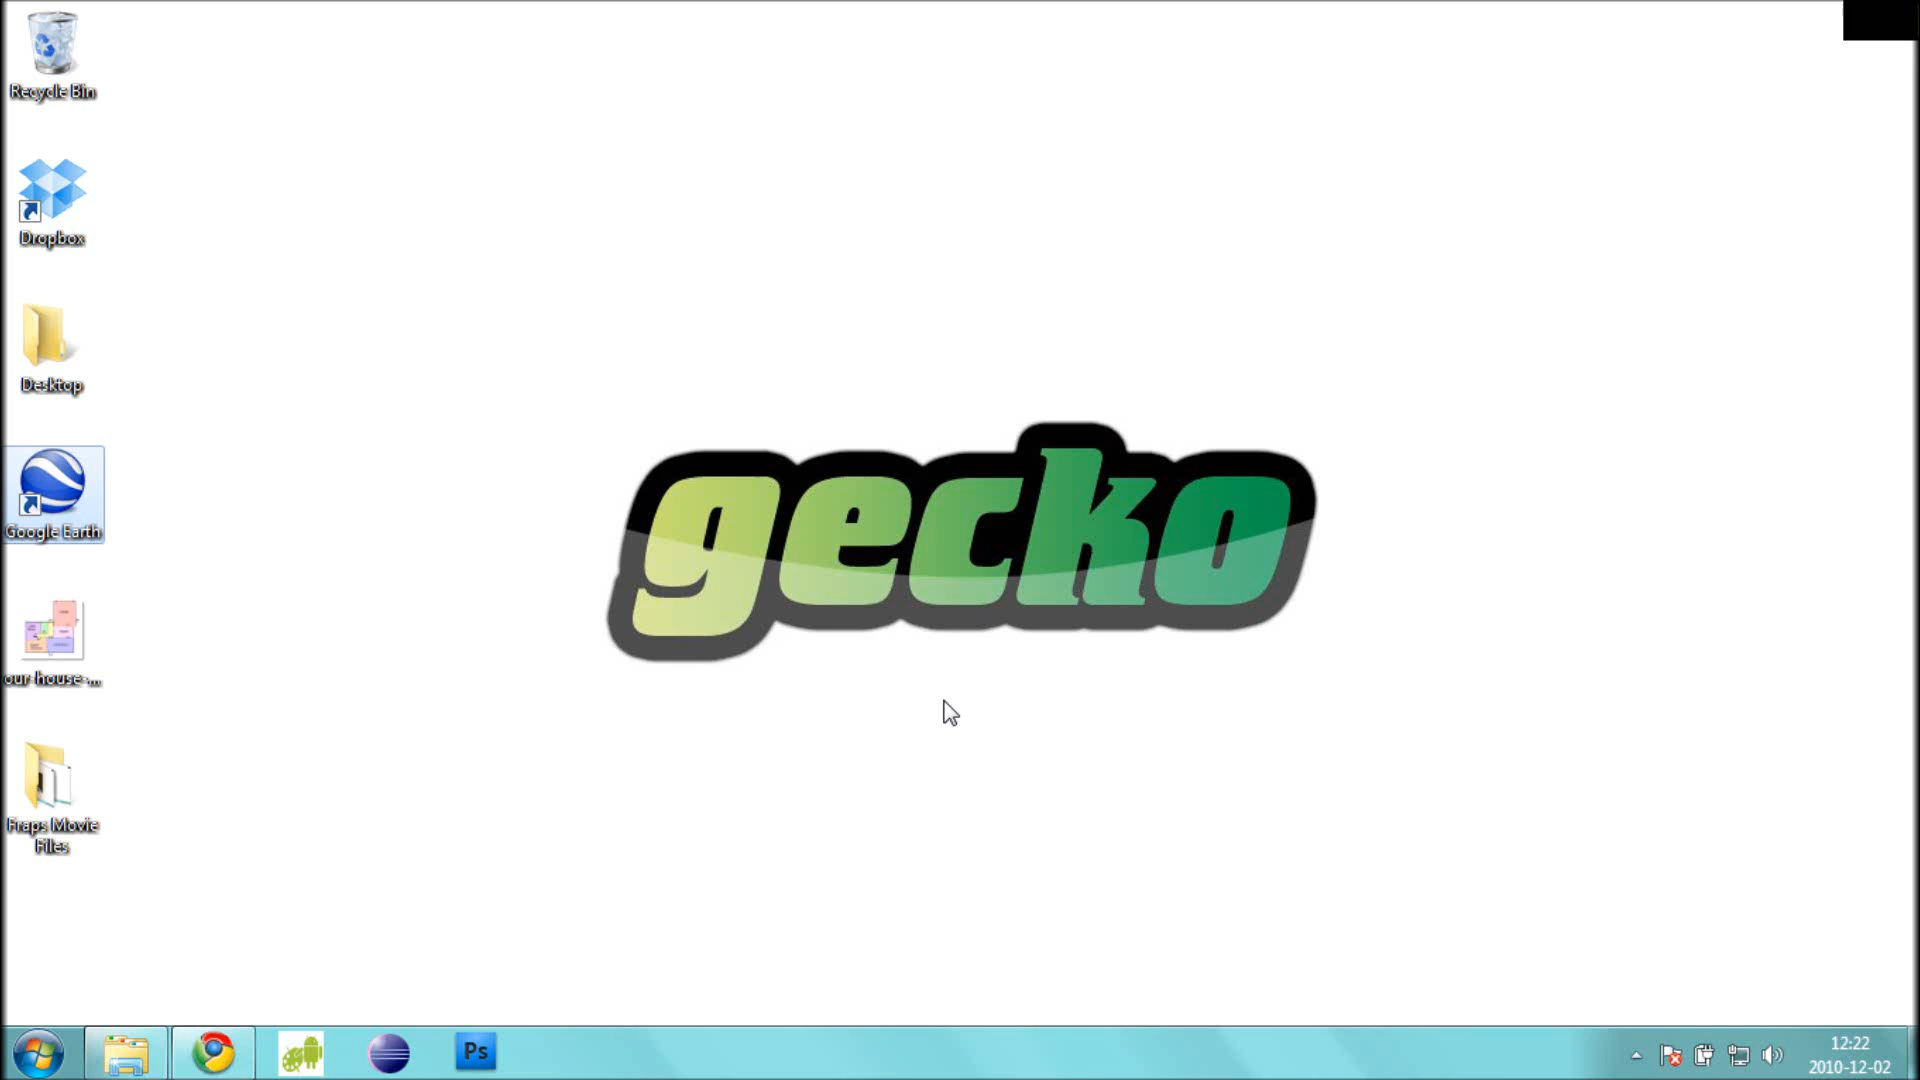 Recycle Bin
Dropbox
Desktop
Google Earth
our-house-...
Fraps Movie
Files
gecko
Ps
12:22
2010-12-02